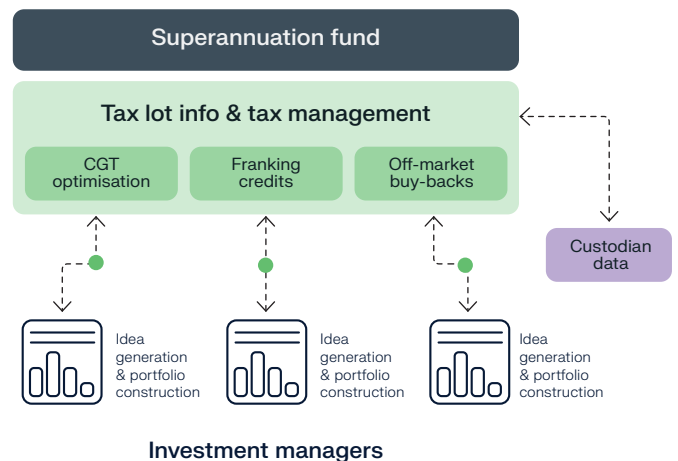 Superannuation fund
Tax lot info & tax management
CGT
optimisation
Franking
credits
Off-market
buy-backs
Custodian
data
Idea
generation
& portfolio
construction
Idea
generation
& portfolio
construction
Idea
generation
& portfolio
construction
Investment managers